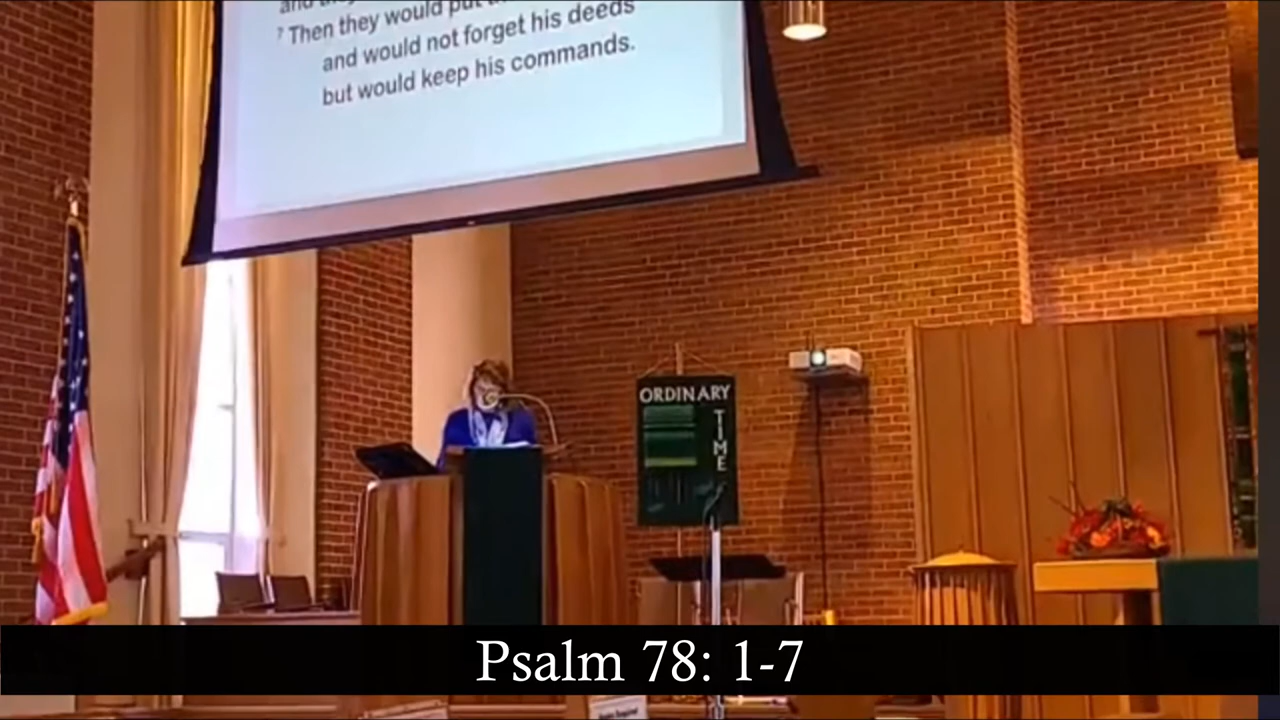 7 Then they would put
and would not forget his deeds
but would keep his commands.
ORDINARY
TIME
Psalm 78: 1-7